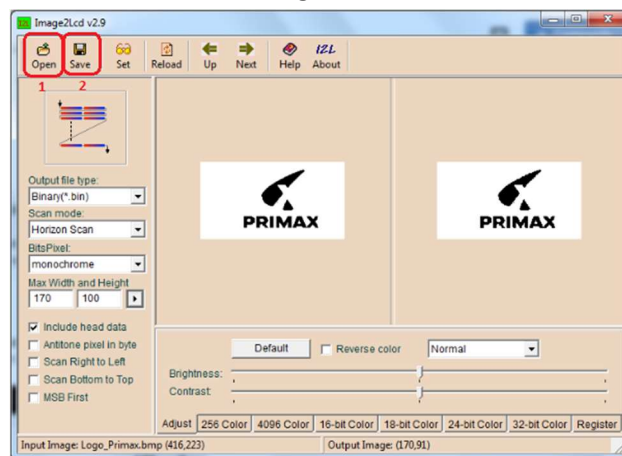 Image2Lcd v2.9
Open Save Set Reload Up Next Help About
1 2
I2L
Output file type:
Binary(*.bin)
Scan mode:
Horizon Scan
BitsPixel:
monochrome
Max Width and Height
170 100
Include head data
Antitone pixel in byte
Scan Right to Left
Scan Bottom to Top
MSB First
PRIMAX PRIMAX
Default Reverse color Normal
Brightness:
Contrast:
Adjust 256 Color 4096 Color 16-bit Color 18-bit Color 24-bit Color 32-bit Color Register
Input Image: Logo_Primax.bmp (416,223) Output Image: (170,91)